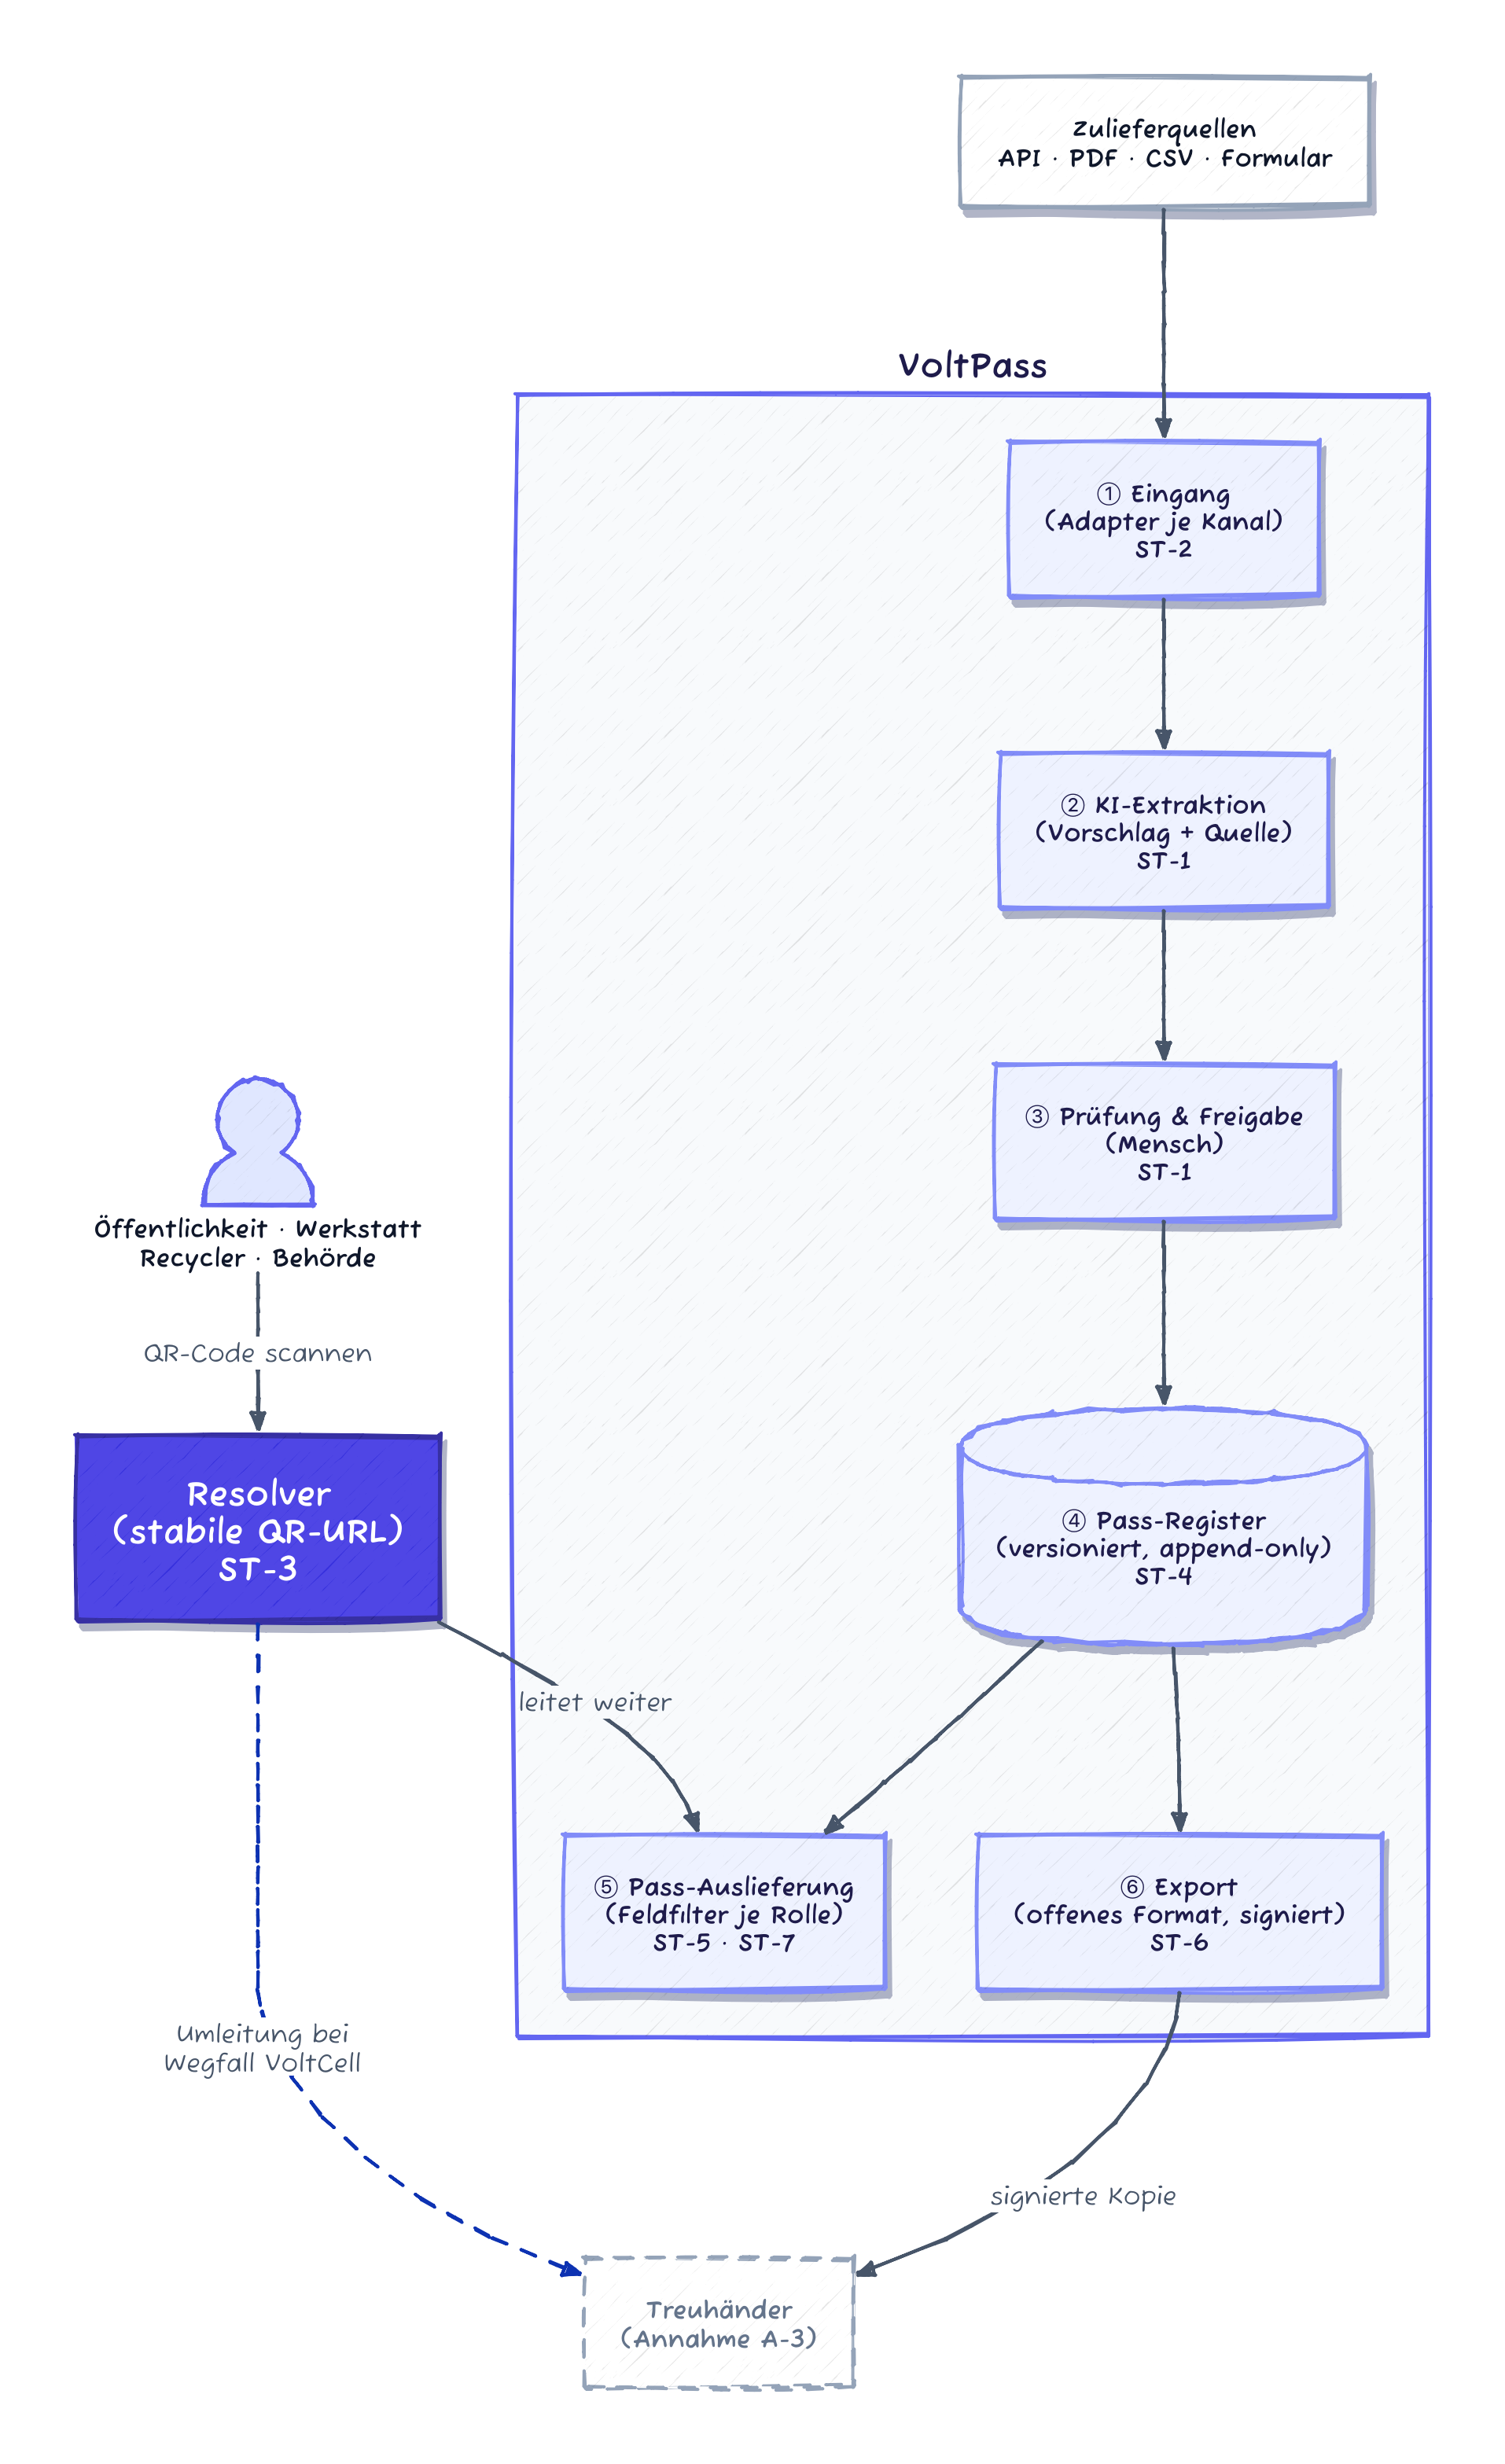 Zulieferquellen
API · PDF · CSV · Formular
VoltPass
① Eingang
(Adapter je Kanal)
ST-2
② KI-Extraktion
(Vorschlag + Quelle)
ST-1
③ Prüfung & Freigabe
(Mensch)
ST-1
Öffentlichkeit · Werkstatt
Recycler · Behörde
QR-Code scannen
Resolver
(stabile QR-URL)
ST-3
④ Pass-Register
(versioniert, append-only)
ST-4
leitet weiter
⑤ Pass-Auslieferung
(Feldfilter je Rolle)
ST-5 · ST-7
⑥ Export
(offenes Format, signiert)
ST-6
Umleitung bei
Wegfall VoltCell
signierte Kopie
Treuhänder
(Annahme A-3)